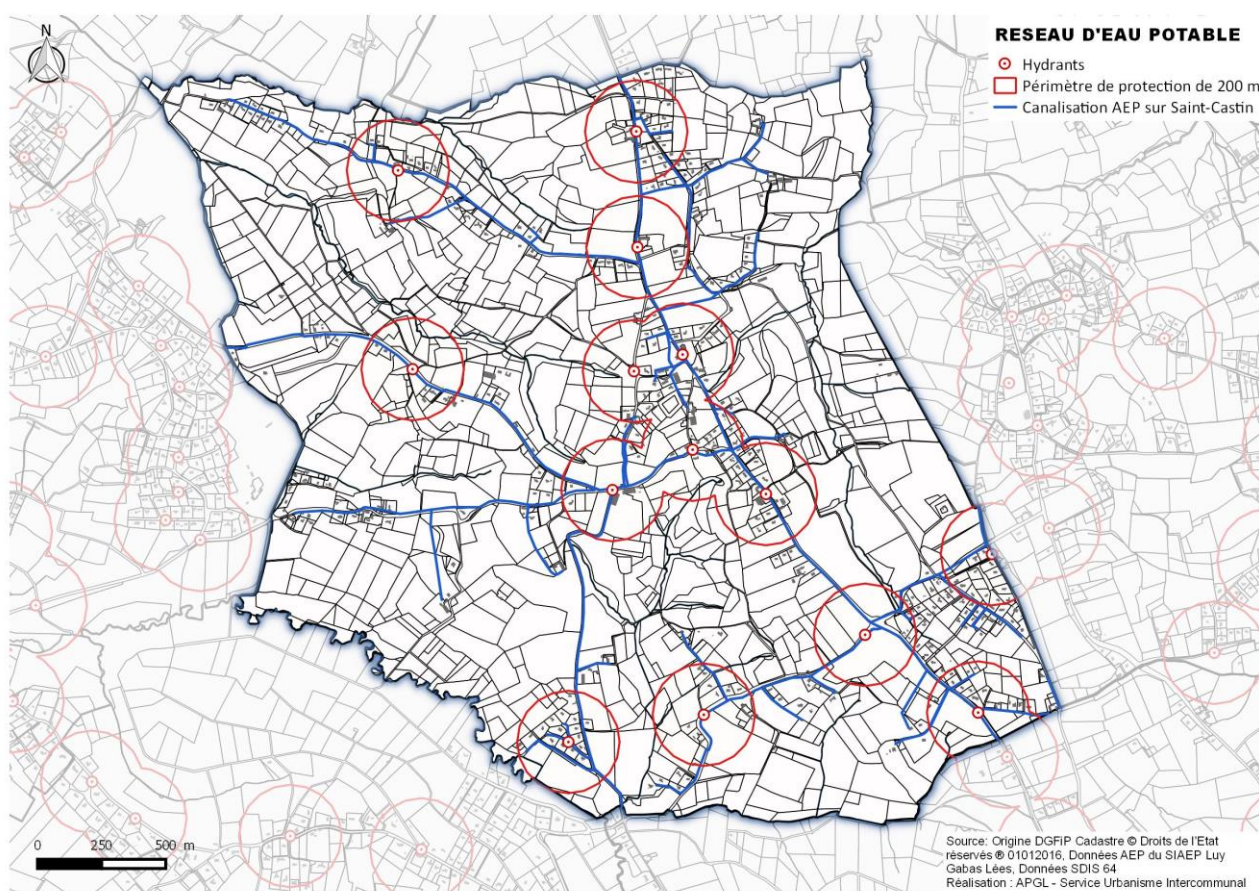 N
RESEAU D'EAU POTABLE
Hydrants
Périmètre de protection de 200 m
Canalisation AEP sur Saint-Castin
0 250 500 m
Source: Origine DGFiP Cadastre © Droits de l'Etat
réservés ® 01012016, Données AEP du SIAEP Luy
Gabas Lées, Données SDIS 64
Réalisation : APGL - Service Urbanisme Intercommunal